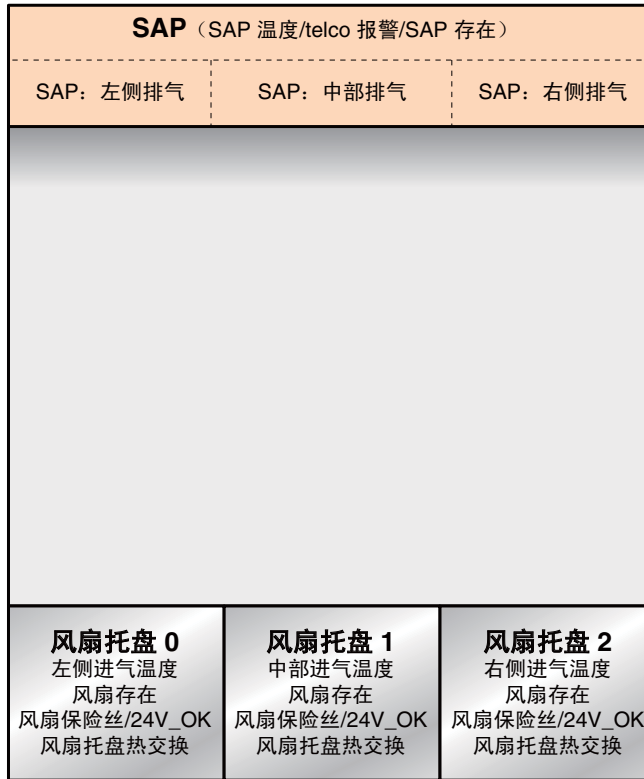 SAP（SAP 温度/telco 报警/SAP 存在）
SAP：左侧排气
SAP：中部排气
SAP：右侧排气
风扇托盘 0
左侧进气温度
风扇存在
风扇保险丝/24V_OK
风扇托盘热交换
风扇托盘 1
中部进气温度
风扇存在
风扇保险丝/24V_OK
风扇托盘热交换
风扇托盘 2
右侧进气温度
风扇存在
风扇保险丝/24V_OK
风扇托盘热交换